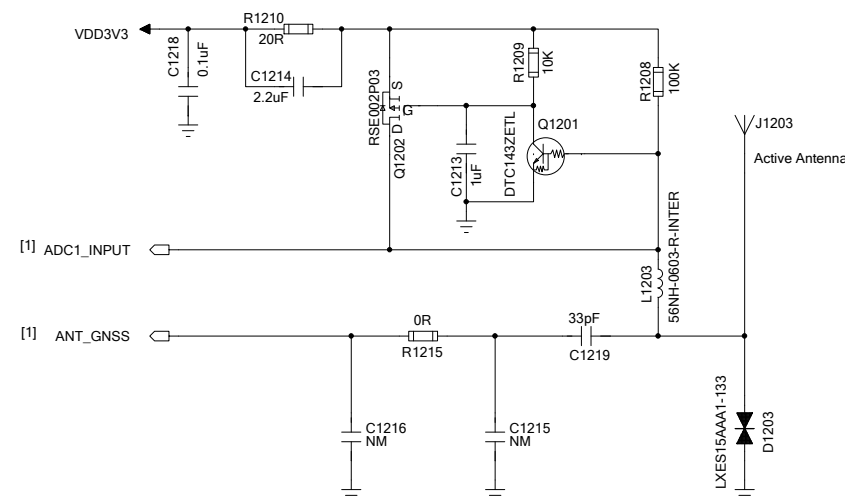 VDD3V3
C1218
0.1uF
R1210
20R
C1214
2.2uF
RSE002P03
S
G
D
Q1202
C1213
1uF
R1209
10K
DTC143ZETL
Q1201
R1208
100K
J1203
Active Antenna
[1] ADC1_INPUT
L1203
56NH-0603-R-INTER
[1] ANT_GNSS
0R
R1215
33pF
C1219
C1216
NM
C1215
NM
LXES15AAA1-133
D1203